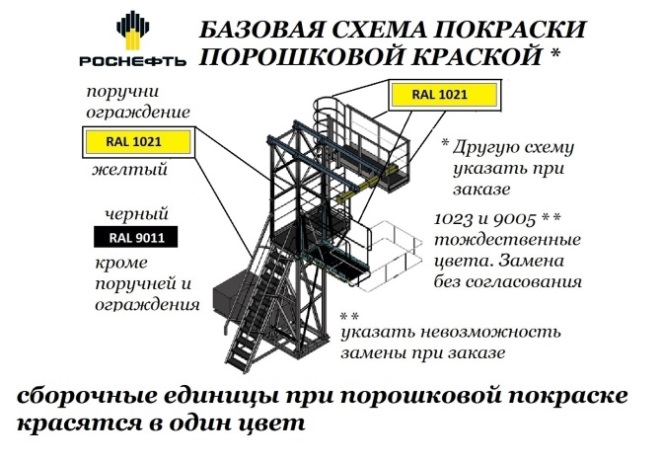 БАЗОВАЯ СХЕМА ПОКРАСКИ
ПОРОШКОВОЙ КРАСКОЙ *
РОСНЕФТЬ
поручни
ограждение
RAL 1021
желтый
RAL 1021
* Другую схему
указать при
заказе
черный
RAL 9011
кроме
поручней и
ограждения
1023 и 9005 * *
тождественные
цвета. Замена
без согласования
* *
указать невозможность
замены при заказе
сборочные единицы при порошковой покраске
красятся в один цвет